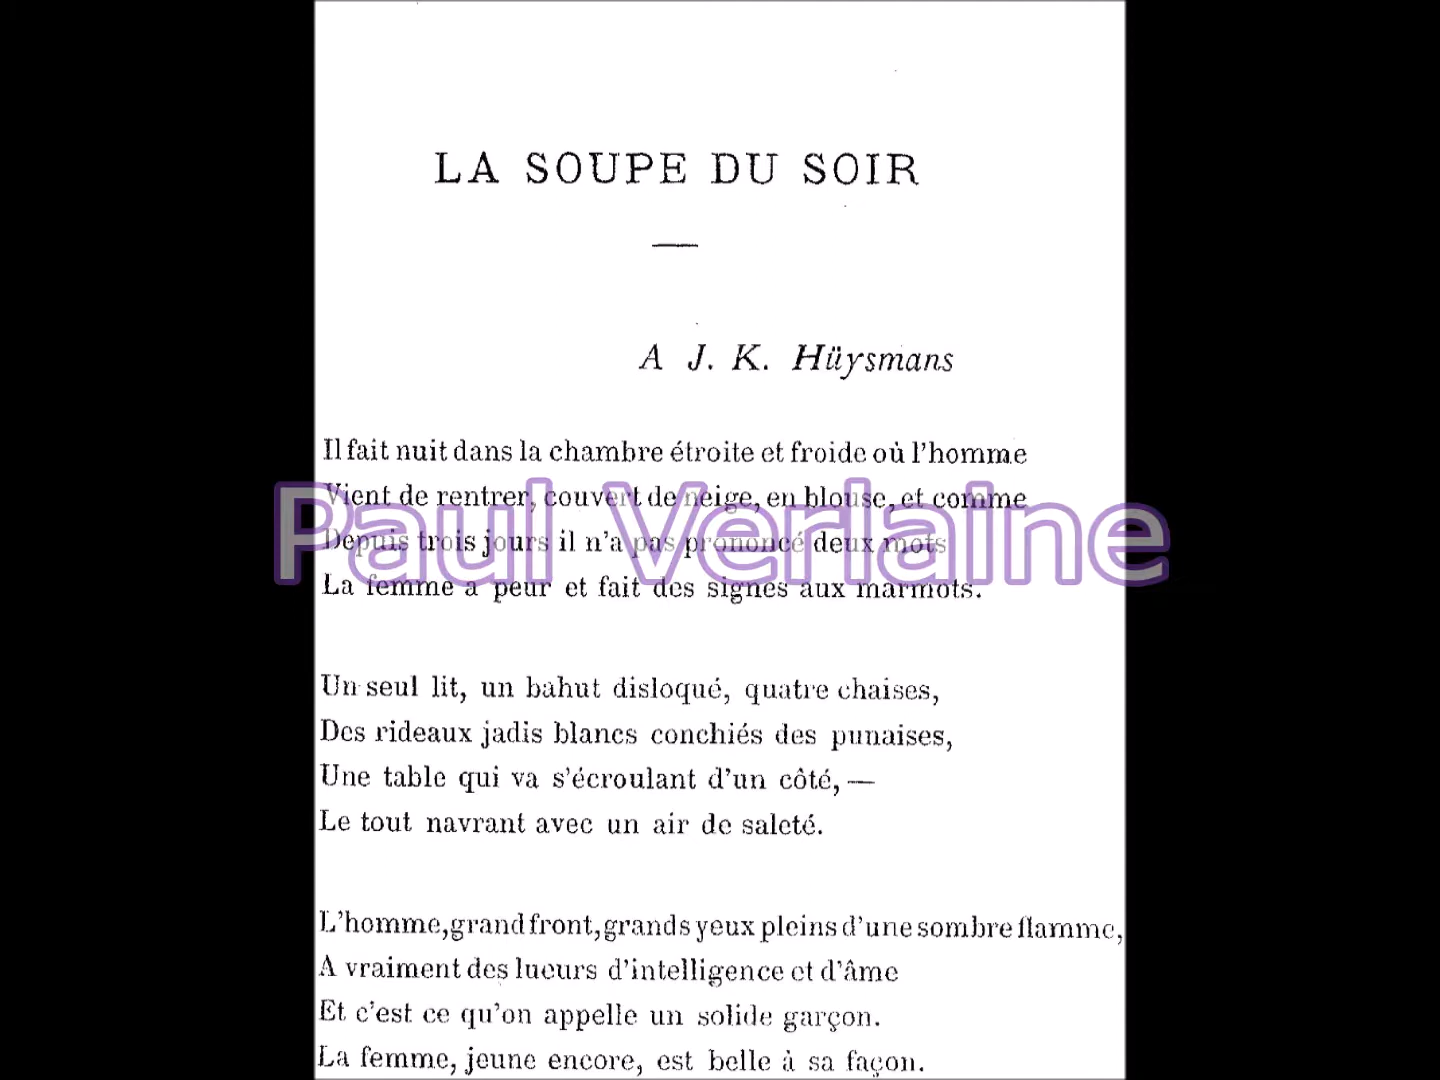 LA SOUPE DU SOIR
A J. K. Hüysmans
Il fait nuit dans la chambre étroite et froide où l'homme
Vient de rentrer, couvert de neige, en blouse, et comme
Paul Verlaine
Depuis trois jours il n'a pas prononcé deux mots
La femme a peur et fait des signes aux marmots.
Un seul lit, un bahut disloqué, quatre chaises,
Des rideaux jadis blancs conchiés des punaises,
Une table qui va s'écroulant d'un côté, —
Le tout navrant avec un air de saleté.
L'homme, grand front, grands yeux pleins d'une sombre flamme,
A vraiment des lueurs d'intelligence et d'âme
Et c'est ce qu'on appelle un solide garçon.
La femme, jeune encore, est belle à sa façon.